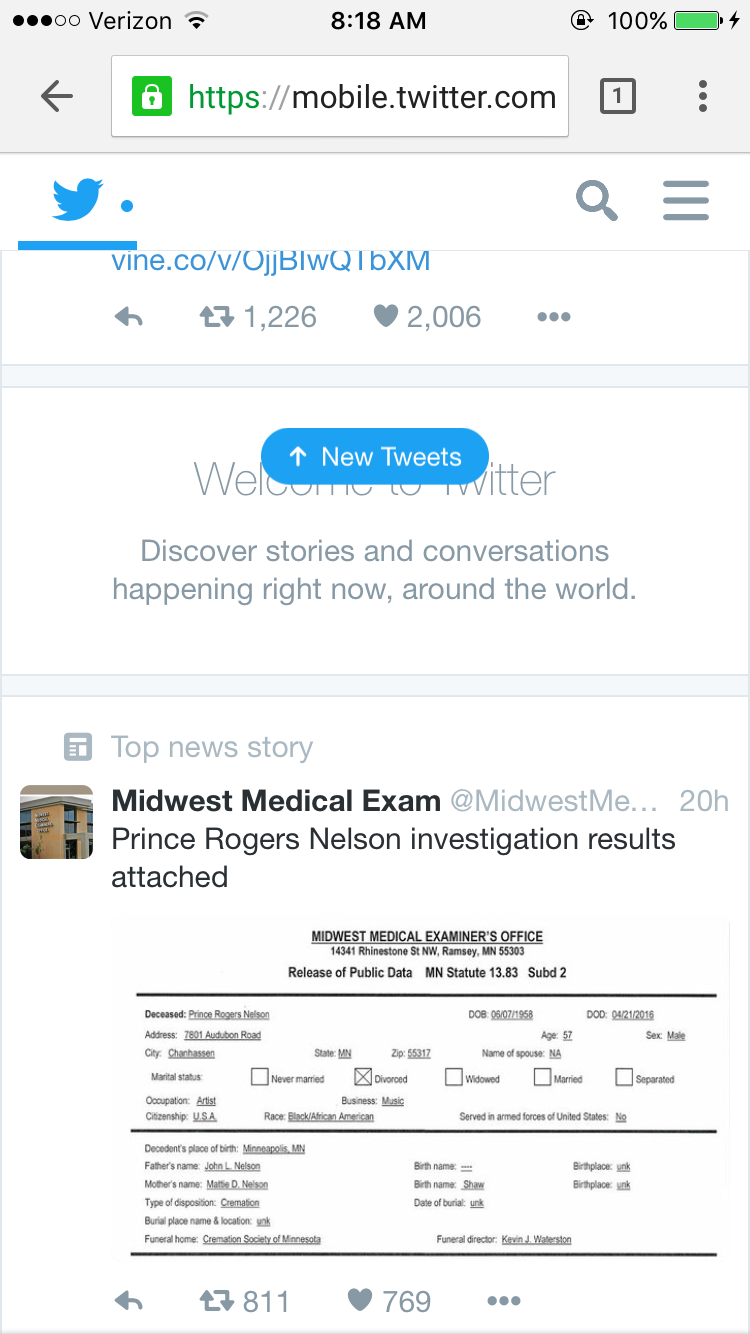 Verizon 8:18 AM 100%
https://mobile.twitter.com 1
vine.co/v/OjjBIwQTbXM
1,226 2,006
New Tweets
Welcome to Twitter
Discover stories and conversations
happening right now, around the world.
Top news story
Midwest Medical Exam @MidwestMe... 20h
Prince Rogers Nelson investigation results
attached
MIDWEST MEDICAL EXAMINER'S OFFICE
14341 Rhinestone St NW, Ramsey, MN 55303
Release of Public Data MN Statute 13.83 Subd 2
Deceased: Prince Rogers Nelson DOB: 06/07/1958 DOD: 04/21/2016
Address: 7801 Audubon Road Age: 57 Sex: Male
City: Chanhassen State: MN Zip: 55317 Name of spouse: NA
Marital status: Never married Divorced Widowed Married Separated
Occupation: Artist Business: Music
Citizenship: U.S.A. Race: Black/African American Served in armed forces of United States: No
Decedent's place of birth: Minneapolis, MN
Father's name: John L. Nelson Birth name: ---- Birthplace: unk
Mother's name: Mattie D. Nelson Birth name: Shaw Birthplace: unk
Type of disposition: Cremation Date of burial: unk
Burial place name & location: unk
Funeral home: Cremation Society of Minnesota Funeral director: Kevin J. Waterston
811 769